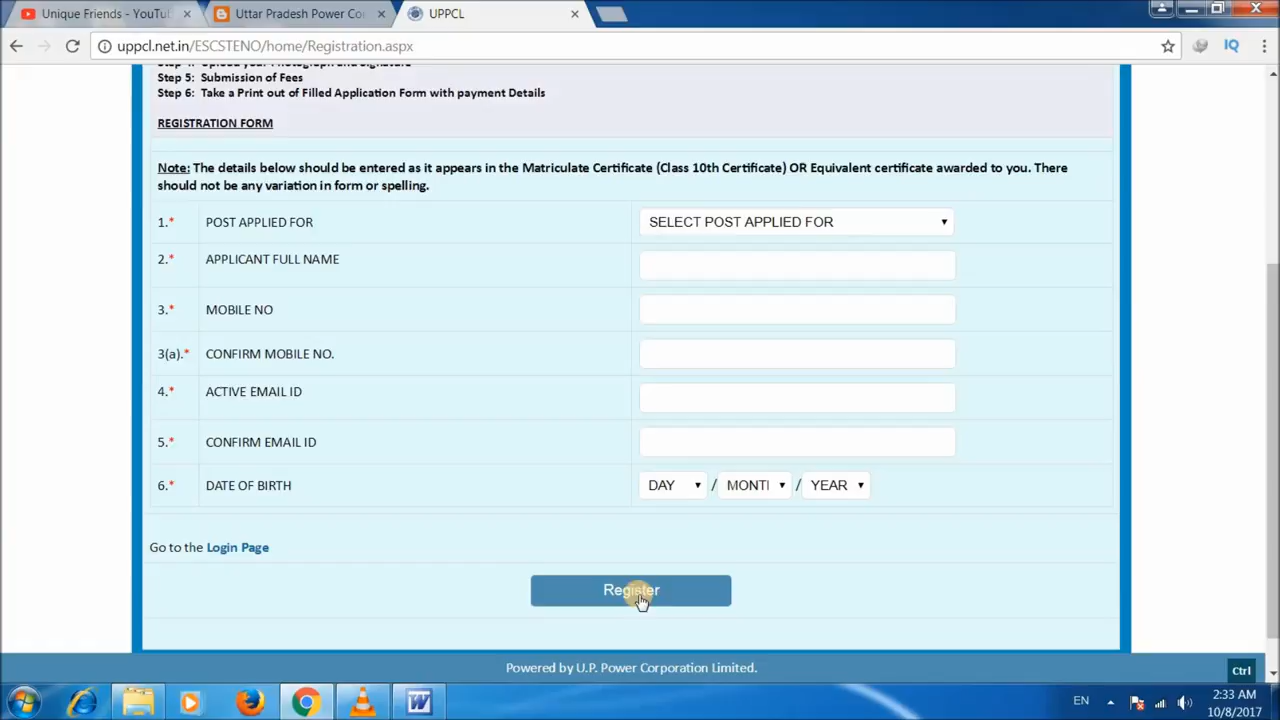 Unique Friends - YouTu
Uttar Pradesh Power Co
UPPCL
uppcl.net.in/ESCSTENO/home/Registration.aspx
IQ
Step 5: Submission of Fees
Step 6: Take a Print out of Filled Application Form with payment Details
REGISTRATION FORM
Note: The details below should be entered as it appears in the Matriculate Certificate (Class 10th Certificate) OR Equivalent certificate awarded to you. There
should not be any variation in form or spelling.
1.* POST APPLIED FOR SELECT POST APPLIED FOR
2.* APPLICANT FULL NAME
3.* MOBILE NO
3(a).* CONFIRM MOBILE NO.
4.* ACTIVE EMAIL ID
5.* CONFIRM EMAIL ID
6.* DATE OF BIRTH DAY / MONTH / YEAR
Go to the Login Page
Register
Powered by U.P. Power Corporation Limited.
Ctrl
EN
2:33 AM
10/8/2017